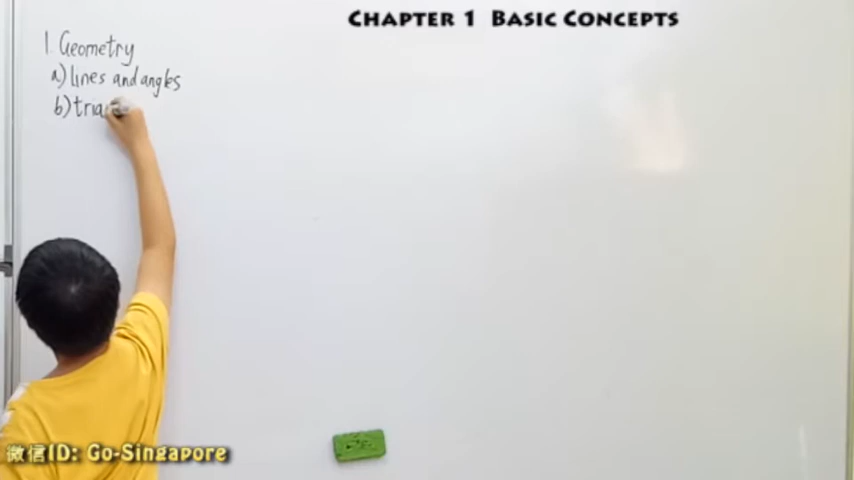 CHAPTER 1 BASIC CONCEPTS
1. Geometry
a) lines and angles
b) tria
微信ID: Go-Singapore